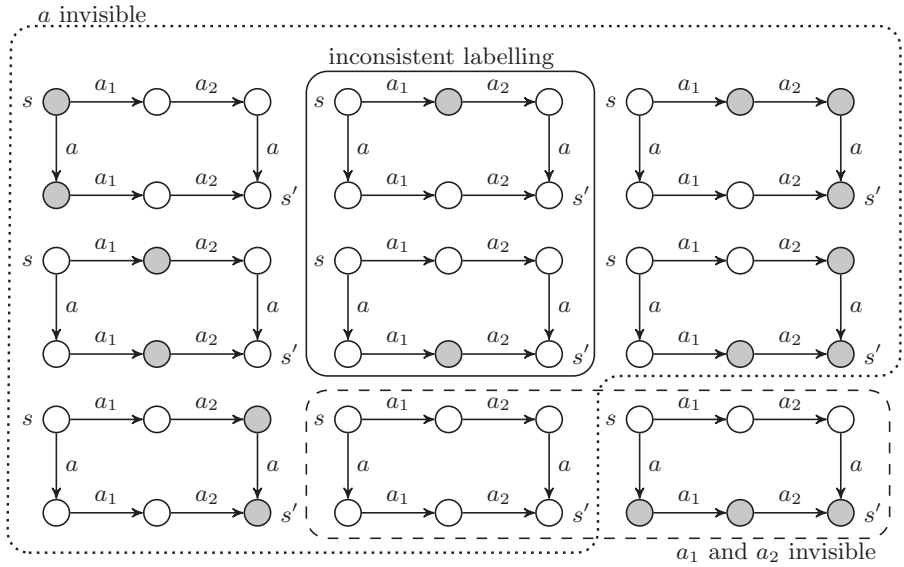 a invisible
inconsistent labelling
s a₁ a₂ s a₁ a₂ s a₁ a₂
a a a a a a
a₁ a₂ s′ a₁ a₂ s′ a₁ a₂ s′
s a₁ a₂ s a₁ a₂ s a₁ a₂
a a a a a a
a₁ a₂ s′ a₁ a₂ s′ a₁ a₂ s′
s a₁ a₂ s a₁ a₂ s a₁ a₂
a a a a a a
a₁ a₂ s′ a₁ a₂ s′ a₁ a₂ s′
a₁ and a₂ invisible